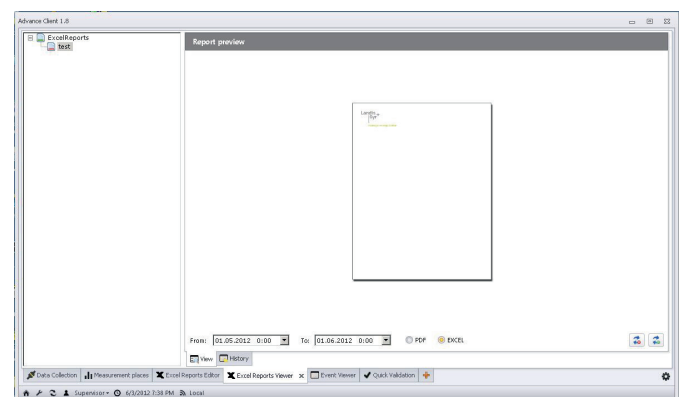 Advance Client 1.8
ExcelReports
test
Report preview
Landis
Gyr
From: 01.05.2012 0:00 To: 01.06.2012 0:00 PDF EXCEL
View History
Data Collection Measurement places Excel Reports Editor Excel Reports Viewer Event Viewer Quick Validation
Supervisor 6/3/2012 7:38 PM Local